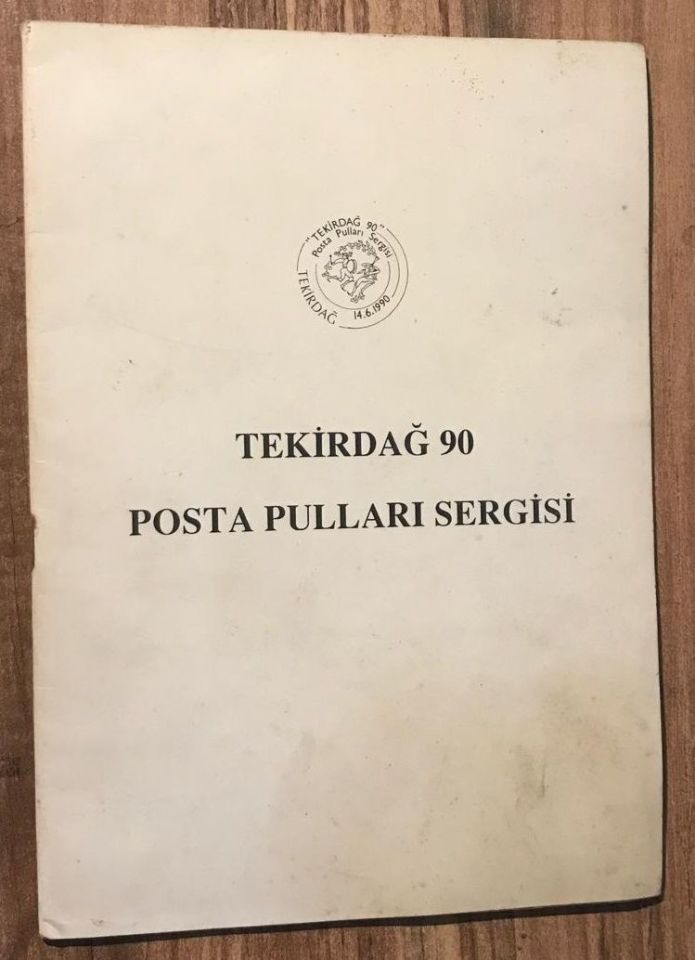 "TEKİRDAĞ 90"
Posta Pulları Sergisi
TEKİRDAĞ 14.6.1990
TEKİRDAĞ 90
POSTA PULLARI SERGİSİ